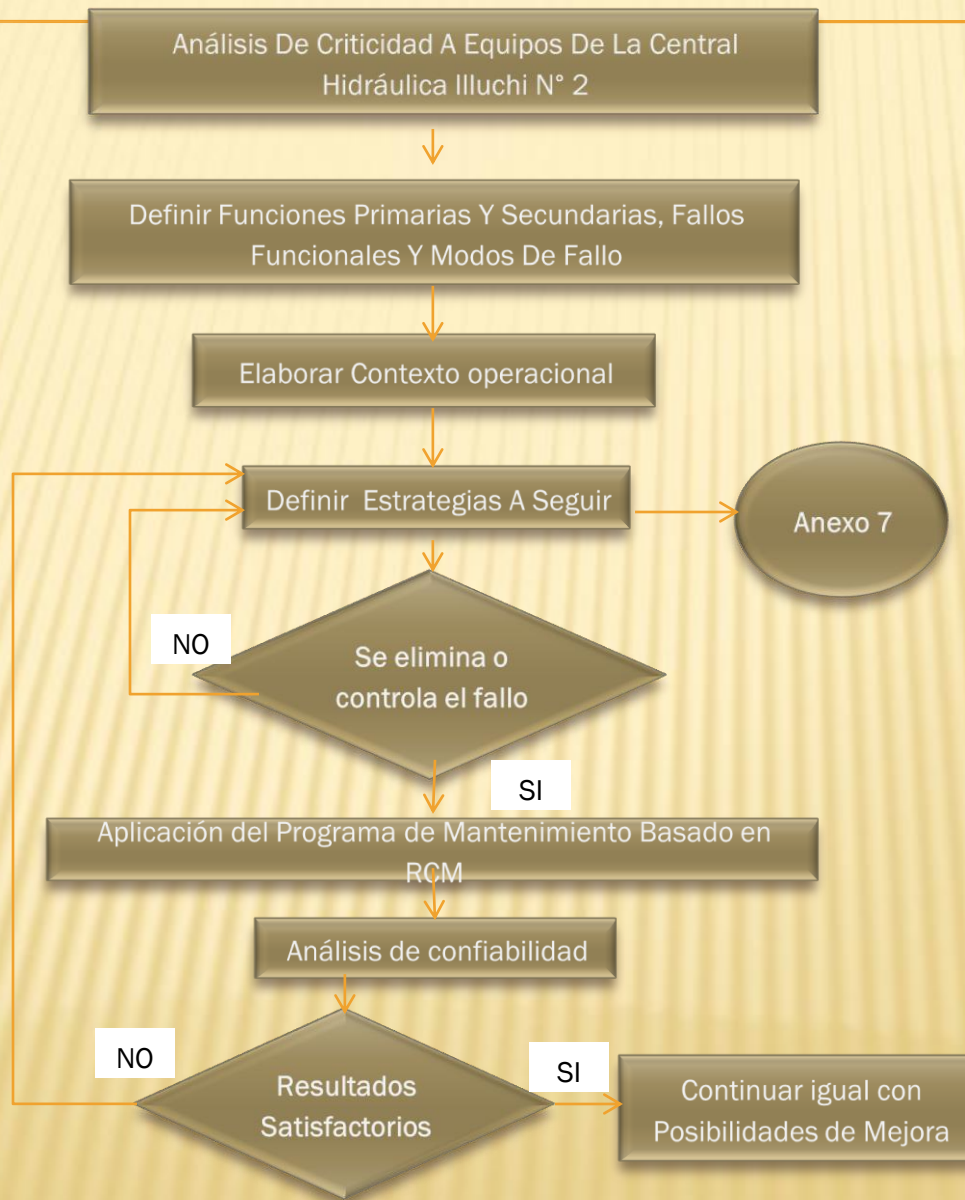 Análisis De Criticidad A Equipos De La Central
Hidráulica Illuchi N° 2
Definir Funciones Primarias Y Secundarias, Fallos
Funcionales Y Modos De Fallo
Elaborar Contexto operacional
Definir Estrategias A Seguir
Anexo 7
NO
Se elimina o
controla el fallo
SI
Aplicación del Programa de Mantenimiento Basado en
RCM
Análisis de confiabilidad
NO
Resultados
Satisfactorios
SI
Continuar igual con
Posibilidades de Mejora